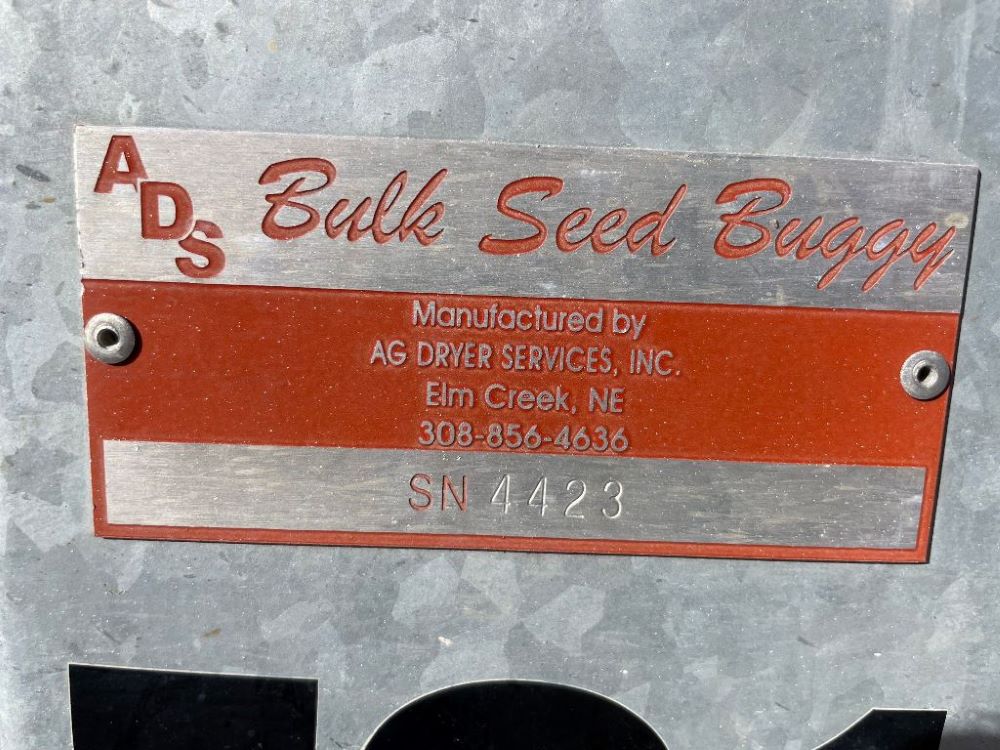 ADS Bulk Seed Buggy
Manufactured by
AG DRYER SERVICES, INC.
Elm Creek, NE
308-856-4636
SN 4423